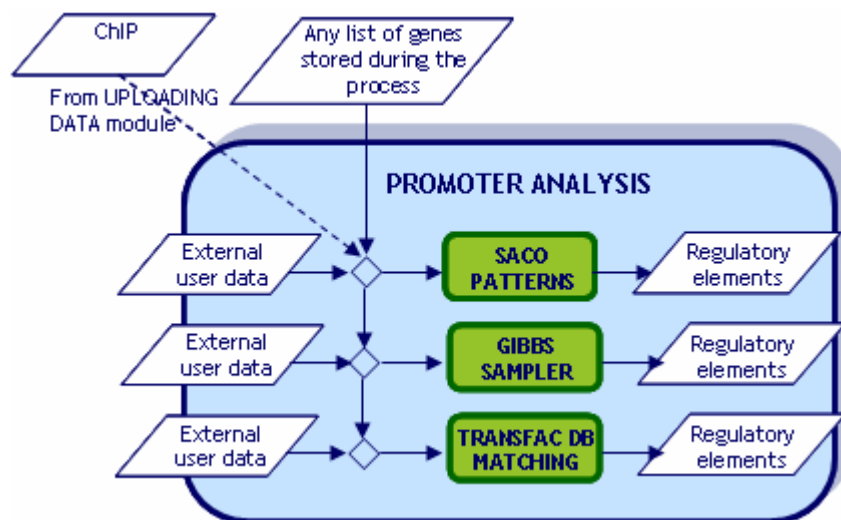 ChIP
Any list of genes
stored during the
process
From UPLOADING
DATA module
PROMOTER ANALYSIS
External
user data
SACO
PATTERNS
Regulatory
elements
External
user data
GIBBS
SAMPLER
Regulatory
elements
External
user data
TRANSFAC DB
MATCHING
Regulatory
elements